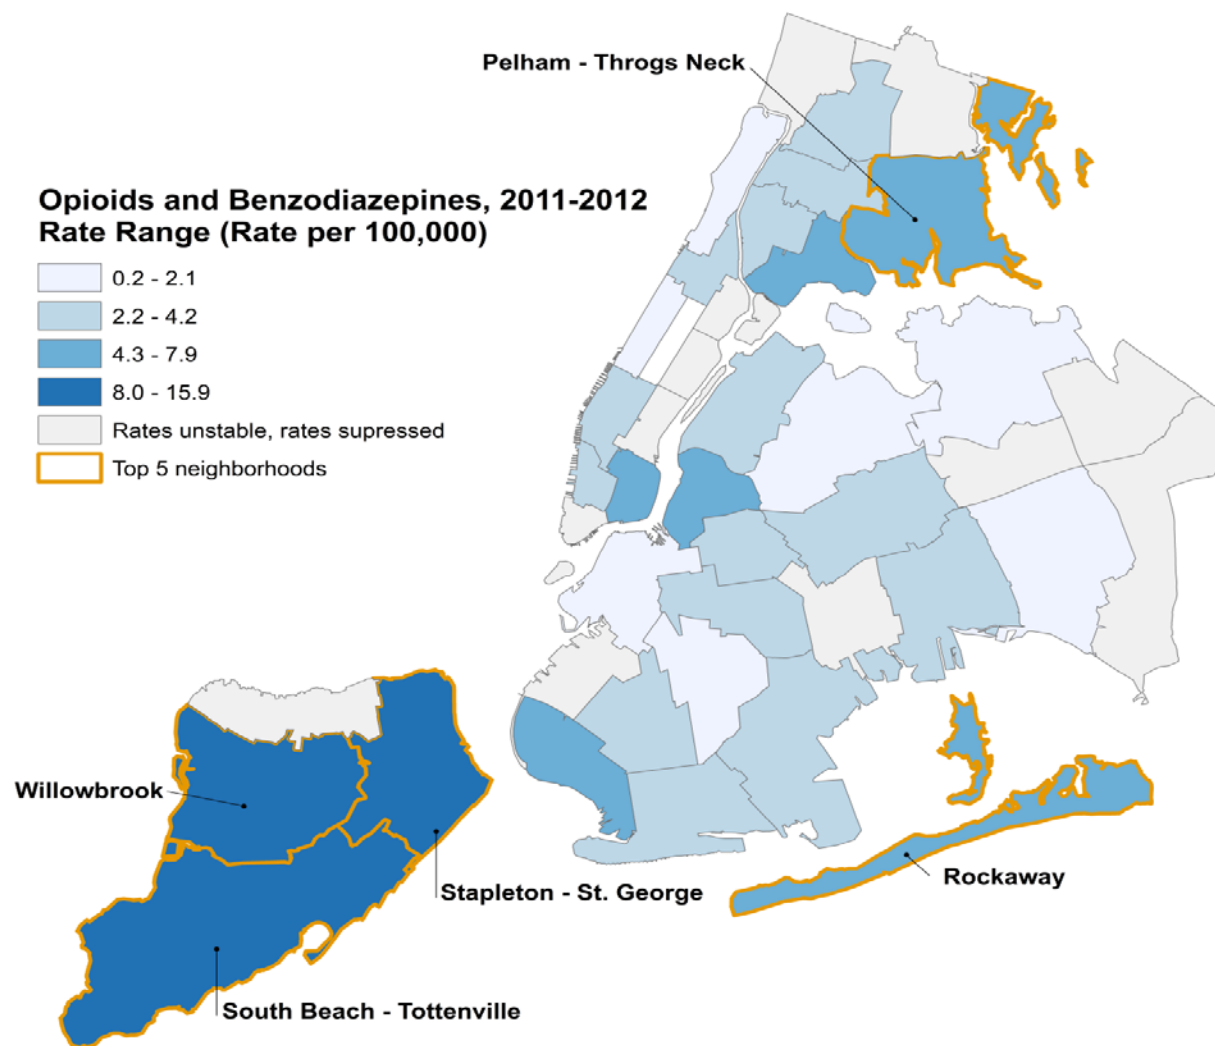 Pelham - Throgs Neck
Opioids and Benzodiazepines, 2011-2012
Rate Range (Rate per 100,000)
0.2 - 2.1
2.2 - 4.2
4.3 - 7.9
8.0 - 15.9
Rates unstable, rates supressed
Top 5 neighborhoods
Willowbrook
Stapleton - St. George
Rockaway
South Beach - Tottenville